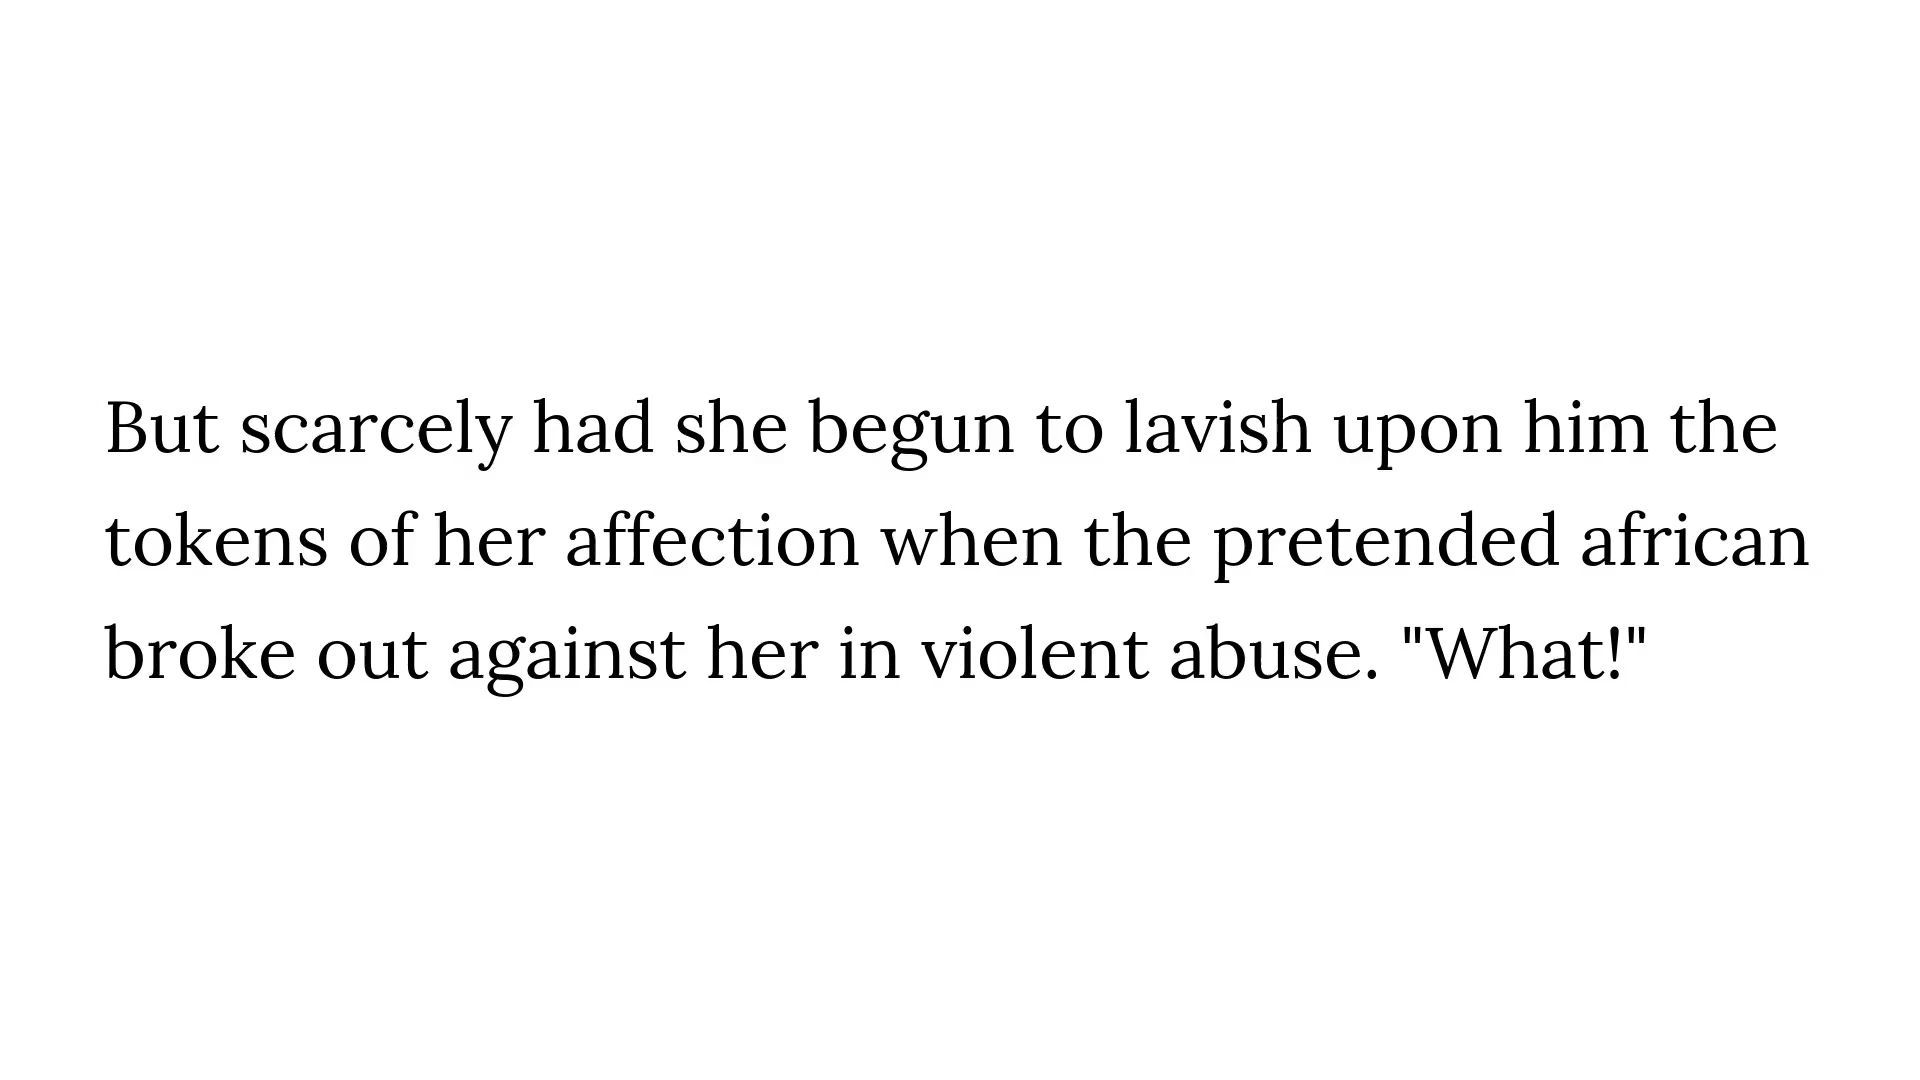 But scarcely had she begun to lavish upon him the
tokens of her affection when the pretended african
broke out against her in violent abuse. "What!"